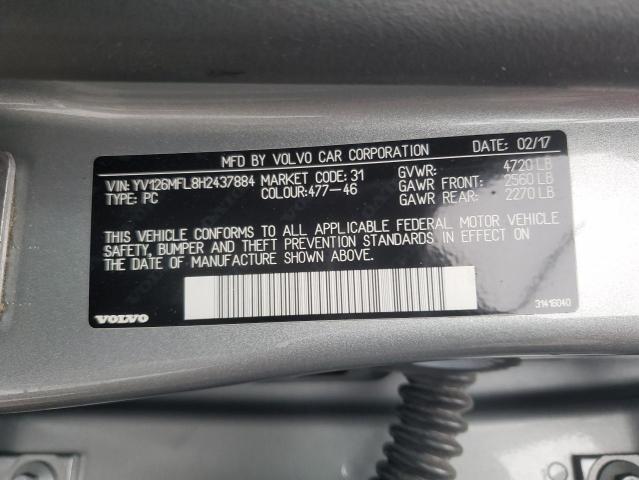 MFD BY VOLVO CAR CORPORATION DATE: 02/17
VIN: YV126MFL8H2437884 MARKET CODE: 31 GVWR: 4720 LB
TYPE: PC COLOUR: 477-46 GAWR FRONT: 2560 LB
GAWR REAR: 2270 LB
THIS VEHICLE CONFORMS TO ALL APPLICABLE FEDERAL MOTOR VEHICLE
SAFETY, BUMPER AND THEFT PREVENTION STANDARDS IN EFFECT ON
THE DATE OF MANUFACTURE SHOWN ABOVE.
VOLVO
31416040